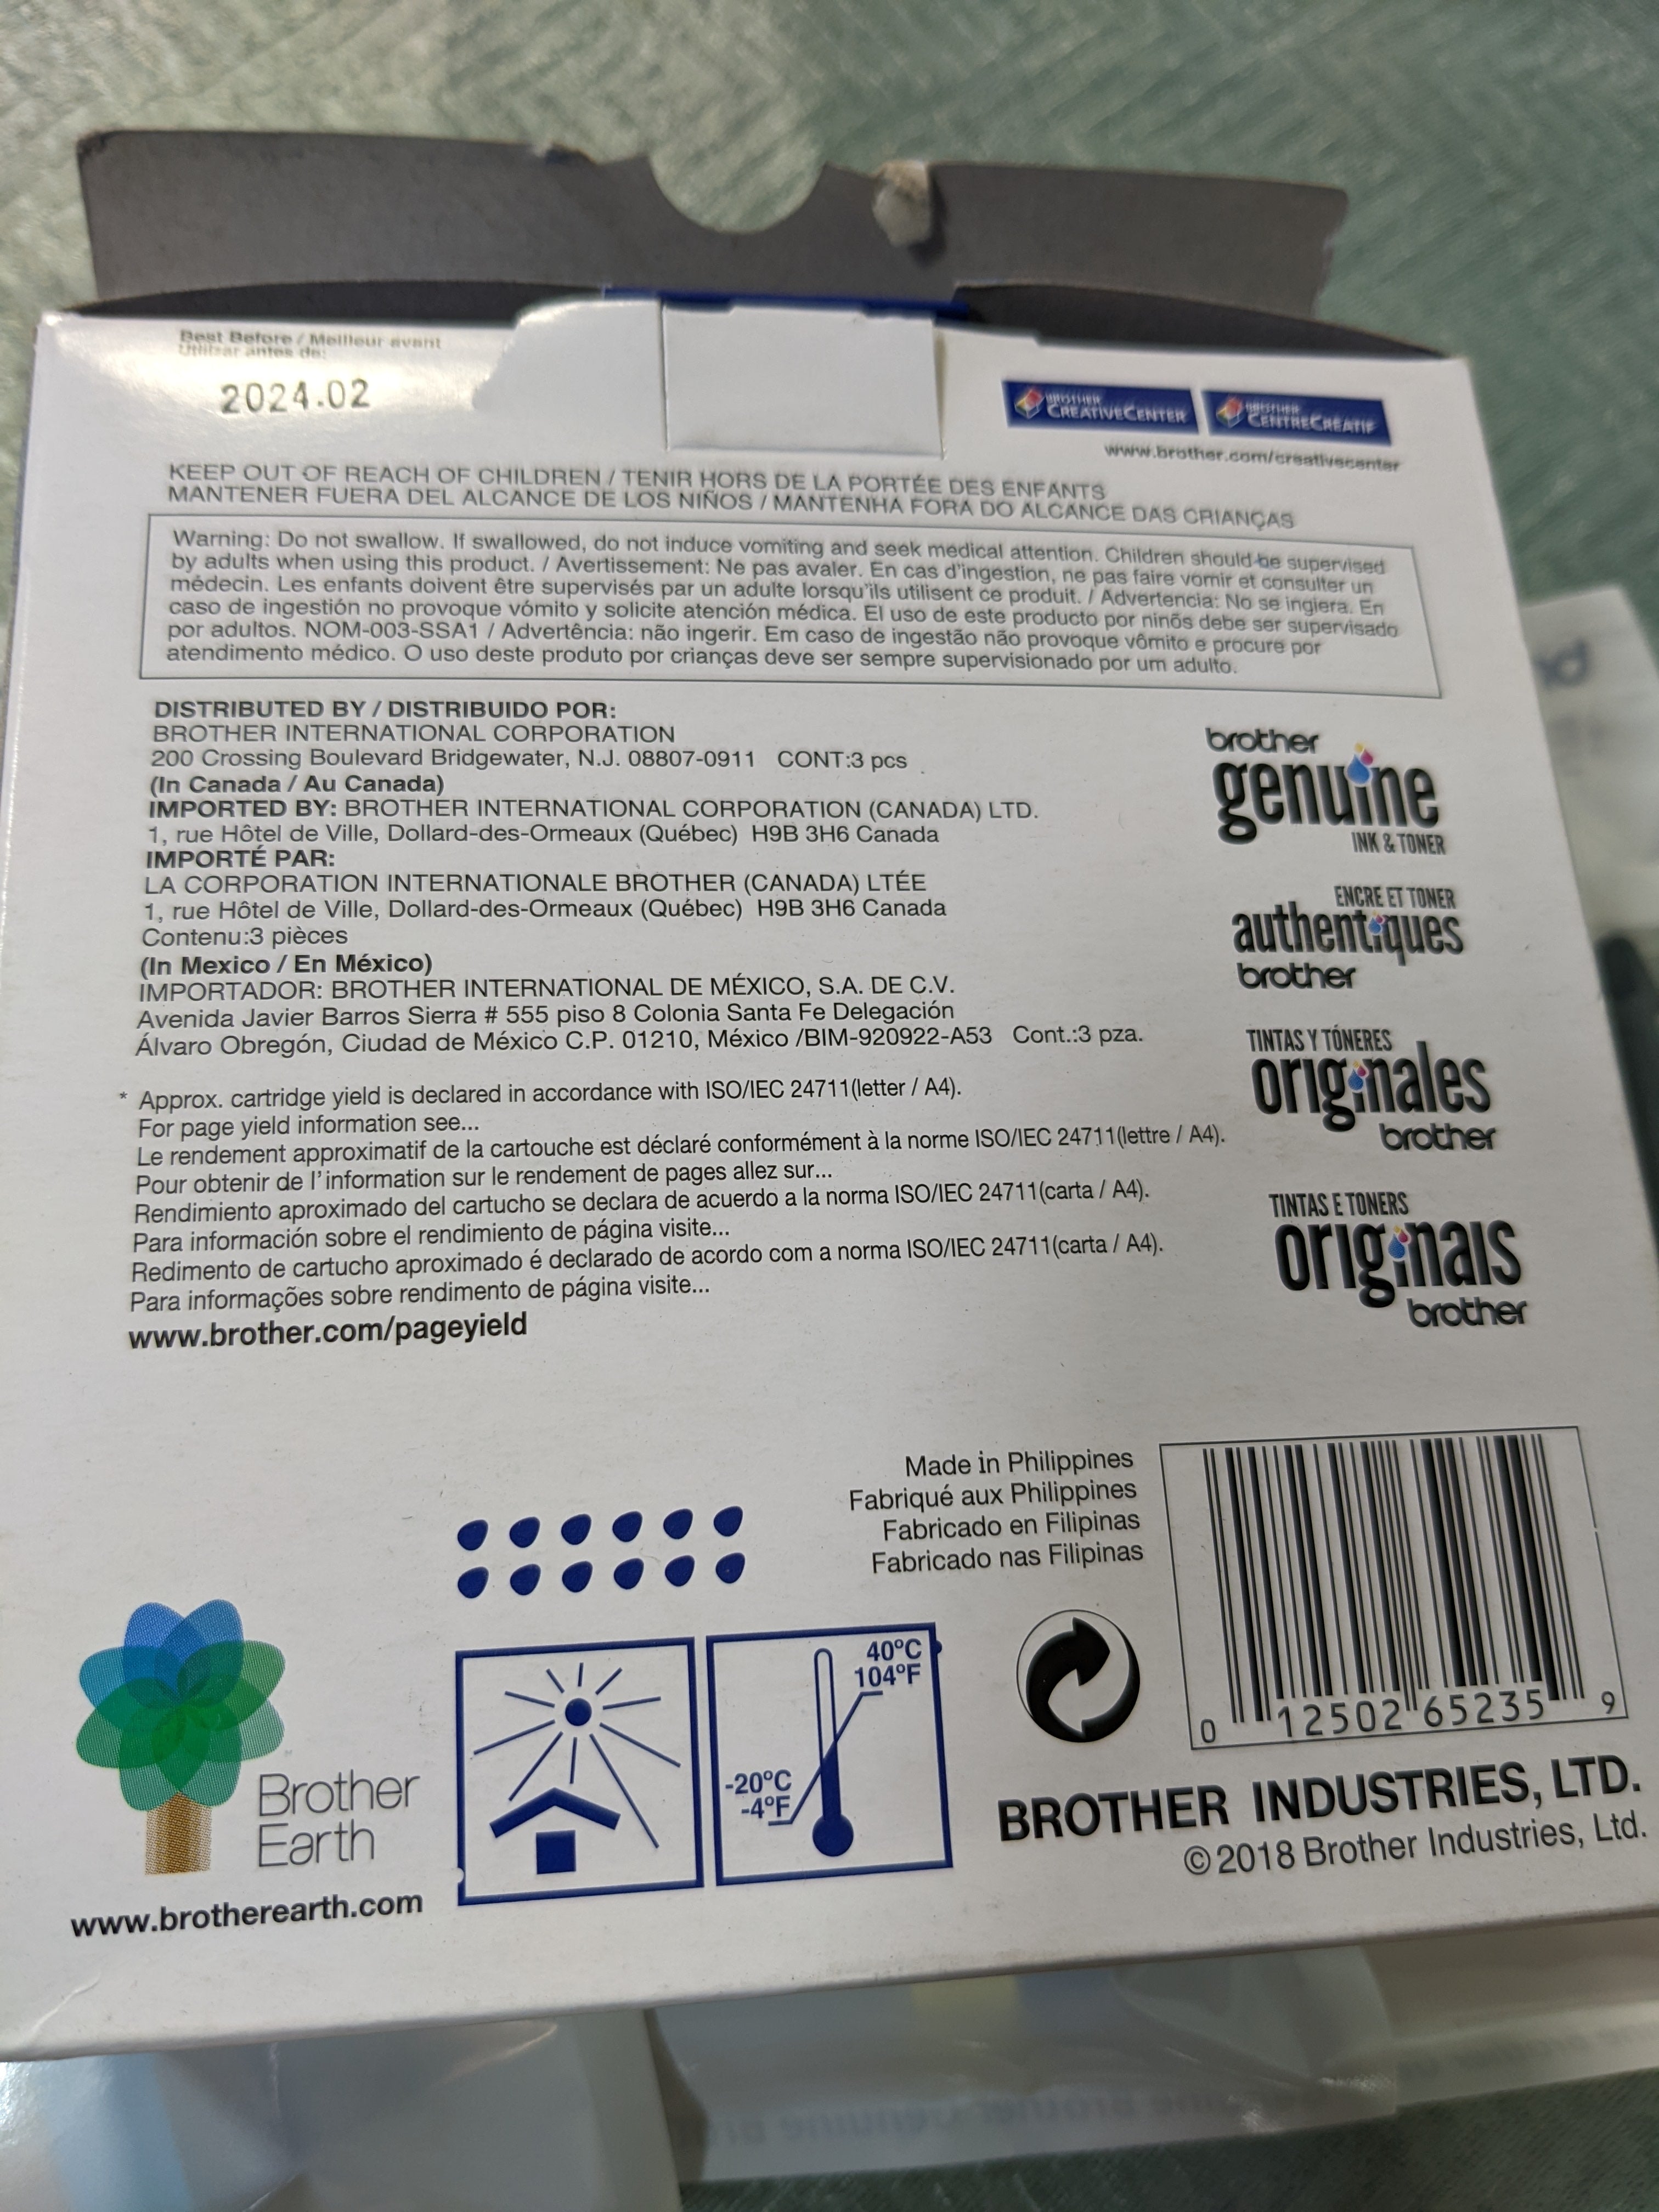 Best Before / Meilleur avant
Utilizar antes de:
2024.02
BROTHER
CREATIVECENTER
BROTHER
CENTRECRÉATIF
www.brother.com/creativecenter
KEEP OUT OF REACH OF CHILDREN / TENIR HORS DE LA PORTÉE DES ENFANTS
MANTENER FUERA DEL ALCANCE DE LOS NIÑOS / MANTENHA FORA DO ALCANCE DAS CRIANÇAS
Warning: Do not swallow. If swallowed, do not induce vomiting and seek medical attention. Children should be supervised
by adults when using this product. / Avertissement: Ne pas avaler. En cas d'ingestion, ne pas faire vomir et consulter un
médecin. Les enfants doivent être supervisés par un adulte lorsqu'ils utilisent ce produit. / Advertencia: No se ingiera. En
caso de ingestión no provoque vómito y solicite atención médica. El uso de este producto por niños debe ser supervisado
por adultos. NOM-003-SSA1 / Advertência: não ingerir. Em caso de ingestão não provoque vômito e procure por
atendimento médico. O uso deste produto por crianças deve ser sempre supervisionado por um adulto.
DISTRIBUTED BY / DISTRIBUIDO POR:
BROTHER INTERNATIONAL CORPORATION
200 Crossing Boulevard Bridgewater, N.J. 08807-0911 CONT:3 pcs
(In Canada / Au Canada)
IMPORTED BY: BROTHER INTERNATIONAL CORPORATION (CANADA) LTD.
1, rue Hôtel de Ville, Dollard-des-Ormeaux (Québec) H9B 3H6 Canada
IMPORTÉ PAR:
LA CORPORATION INTERNATIONALE BROTHER (CANADA) LTÉE
1, rue Hôtel de Ville, Dollard-des-Ormeaux (Québec) H9B 3H6 Canada
Contenu:3 pièces
(In Mexico / En México)
IMPORTADOR: BROTHER INTERNATIONAL DE MÉXICO, S.A. DE C.V.
Avenida Javier Barros Sierra # 555 piso 8 Colonia Santa Fe Delegación
Álvaro Obregón, Ciudad de México C.P. 01210, México /BIM-920922-A53 Cont.:3 pza.
* Approx. cartridge yield is declared in accordance with ISO/IEC 24711(letter / A4).
For page yield information see...
Le rendement approximatif de la cartouche est déclaré conformément à la norme ISO/IEC 24711(lettre / A4).
Pour obtenir de l'information sur le rendement de pages allez sur...
Rendimiento aproximado del cartucho se declara de acuerdo a la norma ISO/IEC 24711(carta / A4).
Para información sobre el rendimiento de página visite...
Redimento de cartucho aproximado é declarado de acordo com a norma ISO/IEC 24711(carta / A4).
Para informações sobre rendimento de página visite...
www.brother.com/pageyield
brother
genuine
INK & TONER
ENCRE ET TONER
authentiques
brother
TINTAS Y TÓNERES
originales
brother
TINTAS E TONERS
originais
brother
Made in Philippines
Fabriqué aux Philippines
Fabricado en Filipinas
Fabricado nas Filipinas
40°C
104°F
-20°C
-4°F
0 12502 65235 9
Brother
Earth
www.brotherearth.com
BROTHER INDUSTRIES, LTD.
©2018 Brother Industries, Ltd.